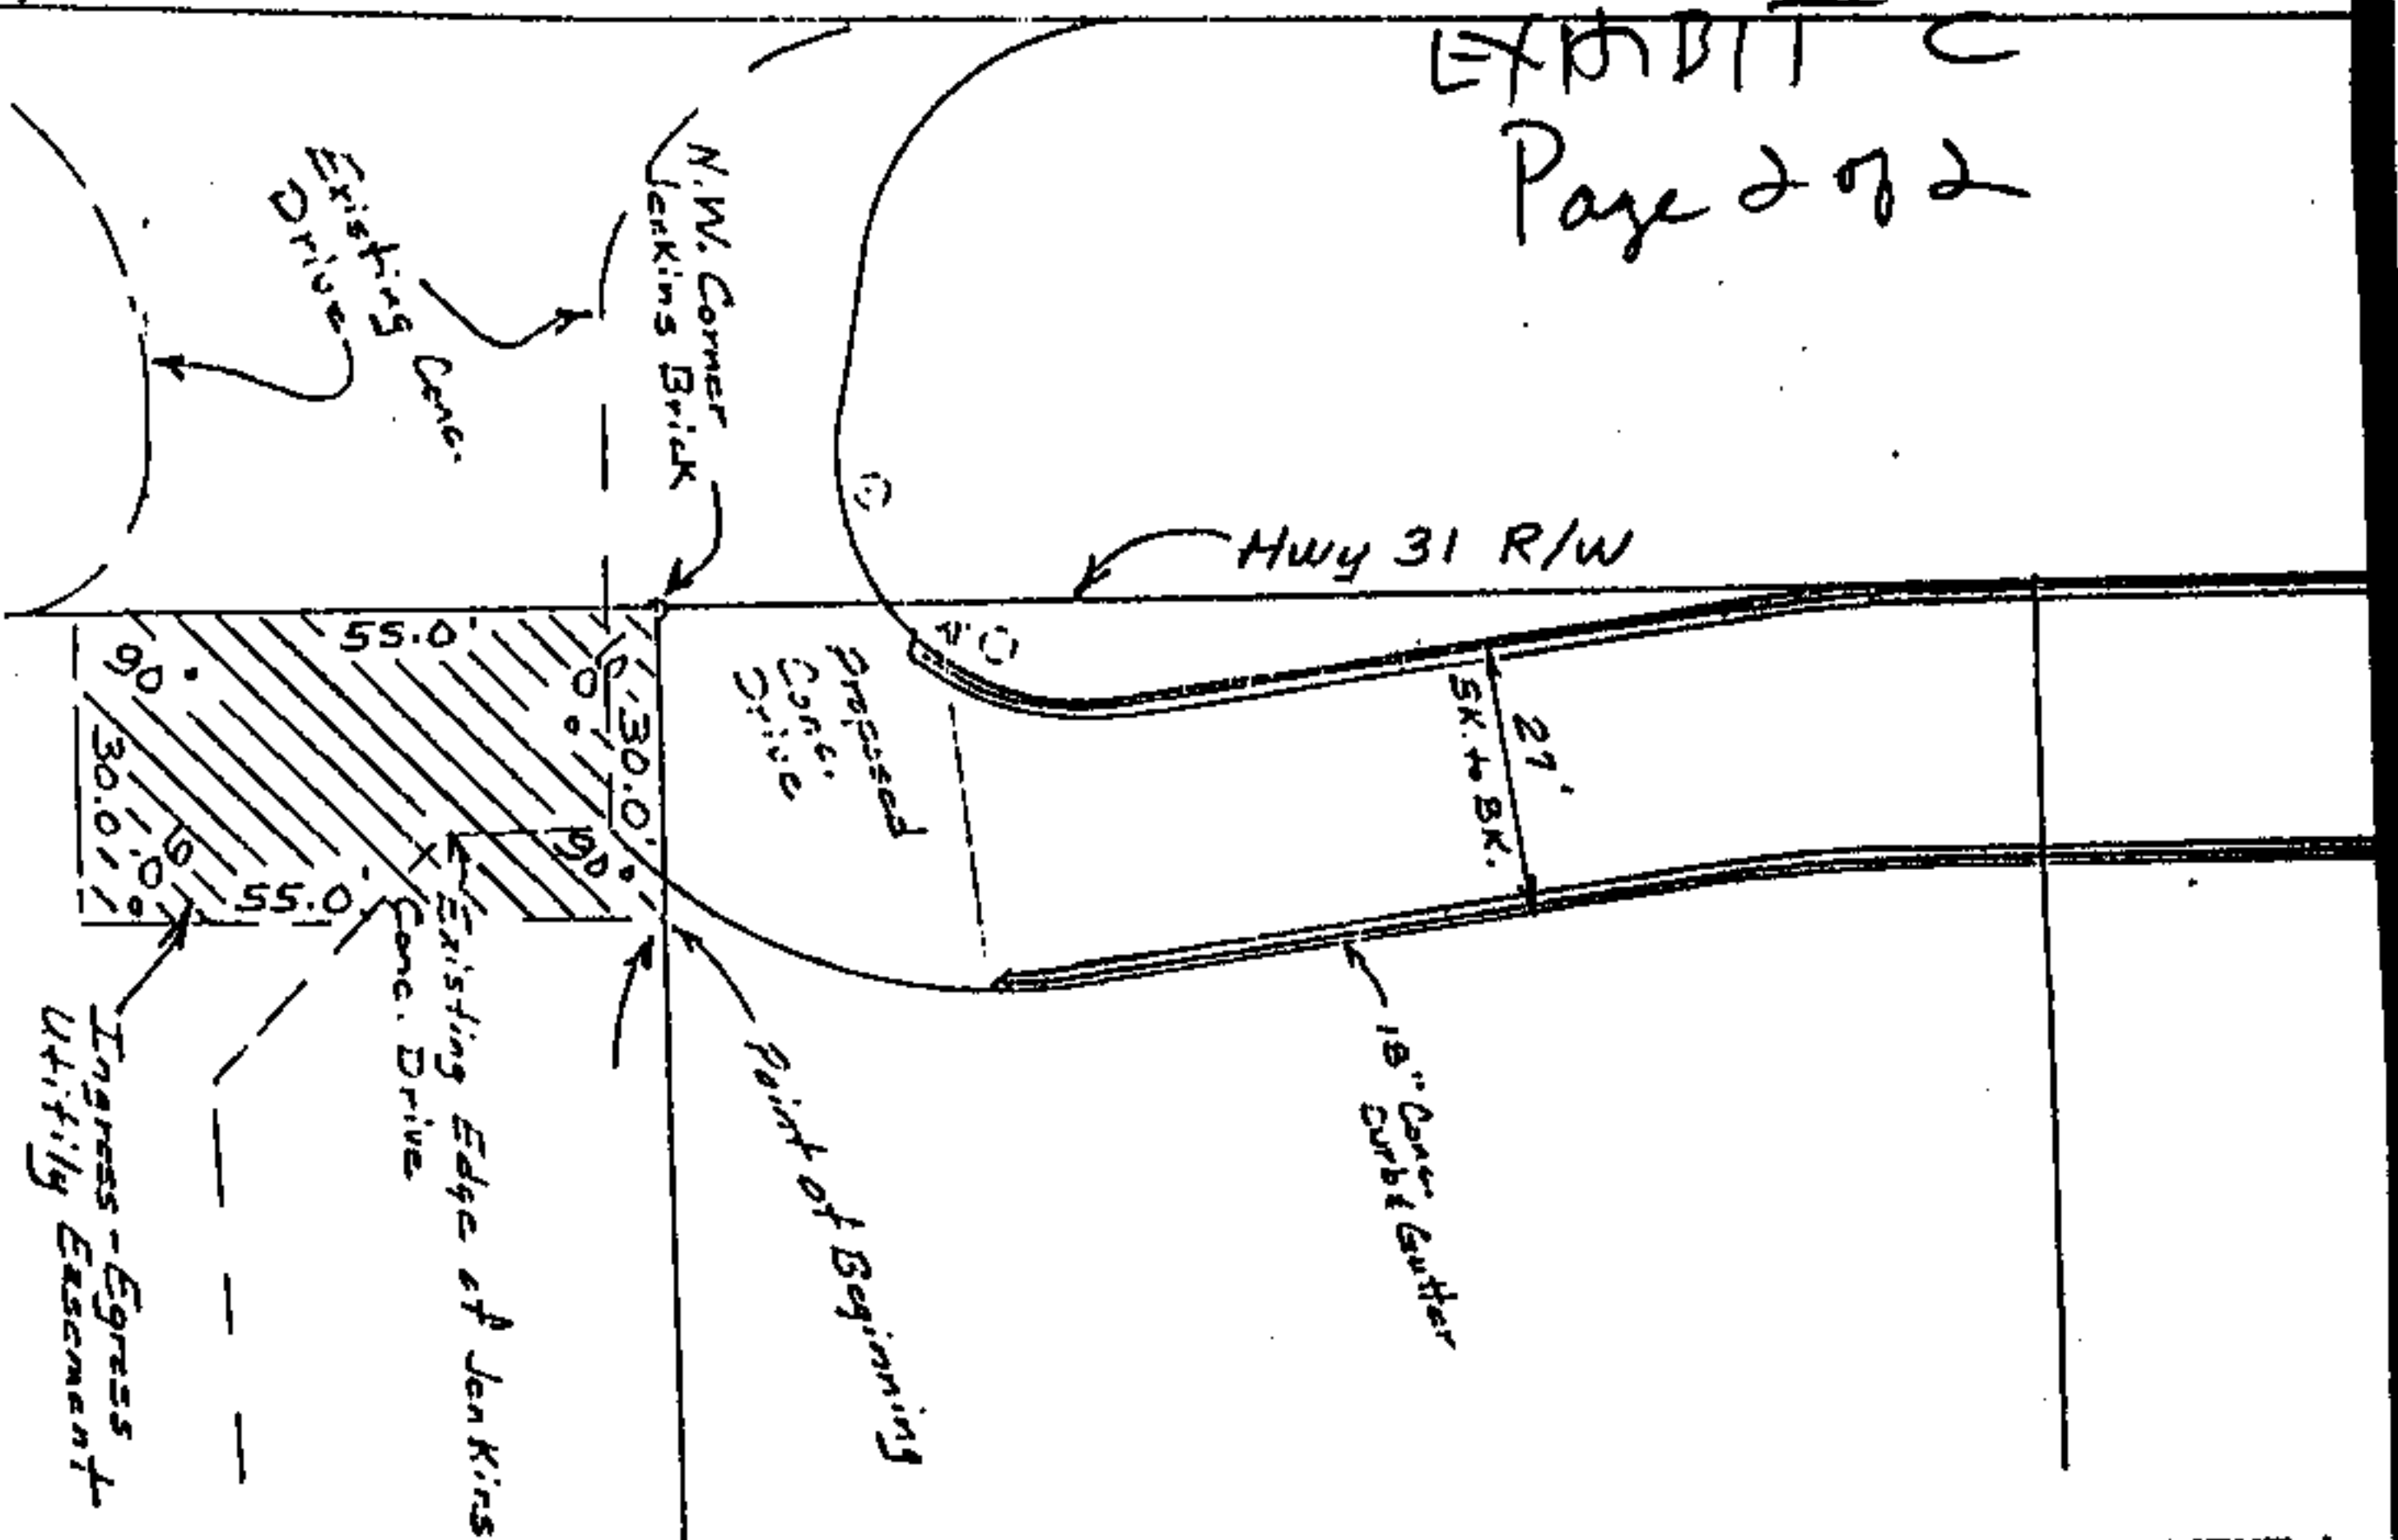 EXHIBIT C
Page 2 of 2
N.W. Corner
Jenkins Brick
Existing Conc.
Drive
Hwy 31 R/W
55.0'
90°
90°
30.0'
Proposed
Conc.
Drive
27'
BK. to BK.
30.0'
90°
90°
55.0'
Existing Edge of Jenkins
Conc. Drive
Point of Beginning
18" Conc. Curb & Gutter
Ingress-Egress
Utility Easement